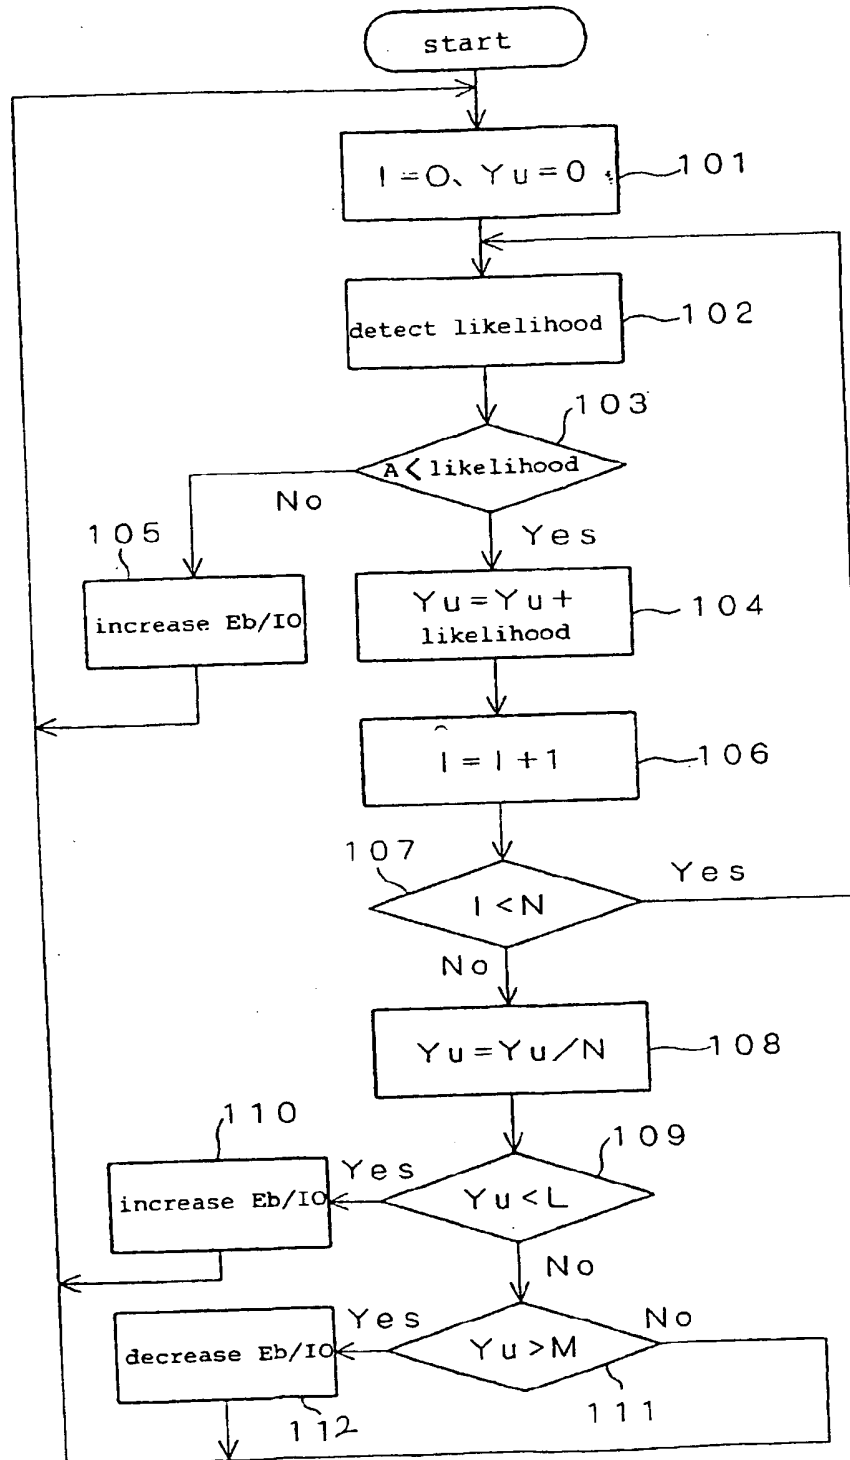 start
I=0、Yu=0
101
detect likelihood
102
103
A<likelihood
No
Yes
105
increase Eb/IO
Yu=Yu+
likelihood
104
I=I+1
106
107
I<N
Yes
No
Yu=Yu/N
108
109
110
Yu<L
Yes
increase Eb/IO
No
Yu>M
Yes
No
decrease Eb/IO
111
112